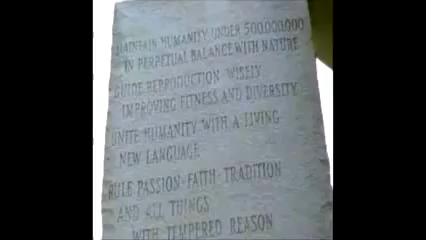 MAINTAIN HUMANITY UNDER 500,000,000
IN PERPETUAL BALANCE WITH NATURE
GUIDE REPRODUCTION WISELY
IMPROVING FITNESS AND DIVERSITY
UNITE HUMANITY WITH A LIVING
NEW LANGUAGE
RULE PASSION - FAITH - TRADITION
AND ALL THINGS
WITH TEMPERED REASON